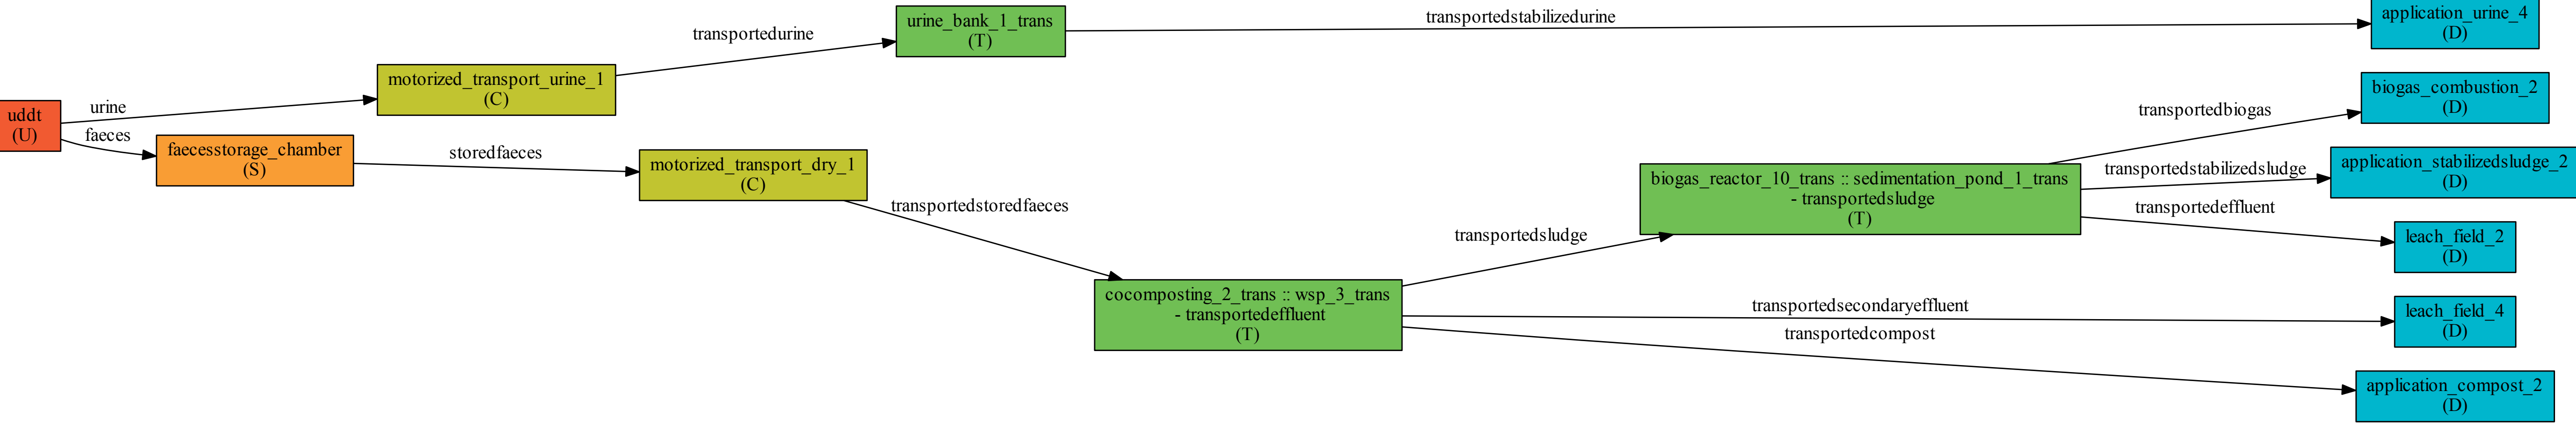 uddt
(U)
urine
faeces
motorized_transport_urine_1
(C)
faecesstorage_chamber
(S)
transportedurine
storedfaeces
urine_bank_1_trans
(T)
motorized_transport_dry_1
(C)
transportedstoredfaeces
transportedstabilizedurine
cocomposting_2_trans :: wsp_3_trans
- transportedeffluent
(T)
transportedsludge
transportedsecondaryeffluent
transportedcompost
biogas_reactor_10_trans :: sedimentation_pond_1_trans
- transportedsludge
(T)
transportedbiogas
transportedstabilizedsludge
transportedeffluent
application_urine_4
(D)
biogas_combustion_2
(D)
application_stabilizedsludge_2
(D)
leach_field_2
(D)
leach_field_4
(D)
application_compost_2
(D)